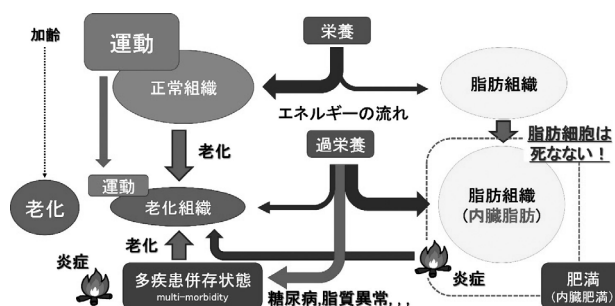 加齢
運動
正常組織
栄養
脂肪組織
エネルギーの流れ
脂肪細胞は
死なない！
老化
過栄養
運動
老化
老化組織
脂肪組織
(内臓脂肪)
老化
炎症
炎症
多疾患併存状態
multi-morbidity
糖尿病,脂質異常...
肥満
(内臓肥満)